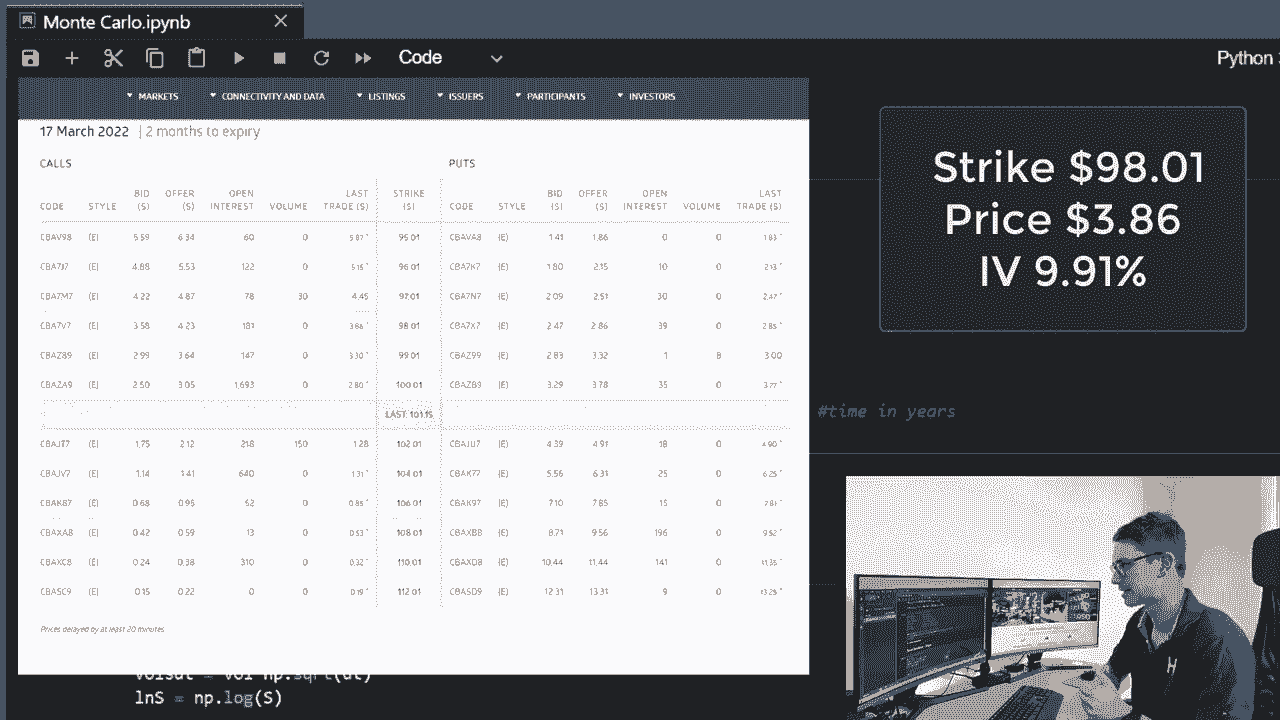 Monte Carlo.ipynb
Code
Python
MARKETS CONNECTIVITY AND DATA LISTINGS ISSUERS PARTICIPANTS INVESTORS
17 March 2022 | 2 months to expiry
CALLS PUTS
BID OFFER OPEN LAST STRIKE BID OFFER OPEN LAST
CODE STYLE ($) ($) INTEREST VOLUME TRADE ($) ($) CODE STYLE ($) ($) INTEREST VOLUME TRADE ($)
CBAV98 (E) 5.59 6.34 60 0 5.87* 95.01 CBAVA8 (E) 1.41 1.86 0 0 1.83*
CBA7J7 (E) 4.88 5.53 122 0 5.15* 96.01 CBA7K7 (E) 1.80 2.15 10 0 2.13*
CBA7M7 (E) 4.22 4.87 78 30 4.45 97.01 CBA7N7 (E) 2.09 2.51 30 0 2.47*
CBA7V7 (E) 3.58 4.23 181 0 3.86* 98.01 CBA7X7 (E) 2.47 2.86 39 0 2.85*
CBAZ89 (E) 2.99 3.64 147 0 3.30* 99.01 CBAZ99 (E) 2.83 3.32 1 8 3.00
CBAZA9 (E) 2.50 3.05 1,693 0 2.80* 100.01 CBAZB9 (E) 3.29 3.78 35 0 3.77*
LAST 101.15
CBAJT7 (E) 1.75 2.12 218 150 1.28 102.01 CBAJU7 (E) 4.39 4.91 18 0 4.90*
CBAJV7 (E) 1.14 1.41 640 0 1.31* 104.01 CBAK77 (E) 5.56 6.31 25 0 6.25*
CBAK87 (E) 0.68 0.96 52 0 0.85* 106.01 CBAK97 (E) 7.10 7.85 15 0 7.81*
CBAXA8 (E) 0.42 0.59 13 0 0.53* 108.01 CBAXB8 (E) 8.71 9.56 196 0 9.52*
CBAXC8 (E) 0.24 0.38 310 0 0.32* 110.01 CBAXD8 (E) 10.44 11.44 141 0 11.35*
CBASC9 (E) 0.15 0.22 0 0 0.19* 112.01 CBASD9 (E) 12.31 13.31 9 0 13.25*
Prices delayed by at least 20 minutes
Strike $98.01
Price $3.86
IV 9.91%
#time in years
lnS = np.log(S)